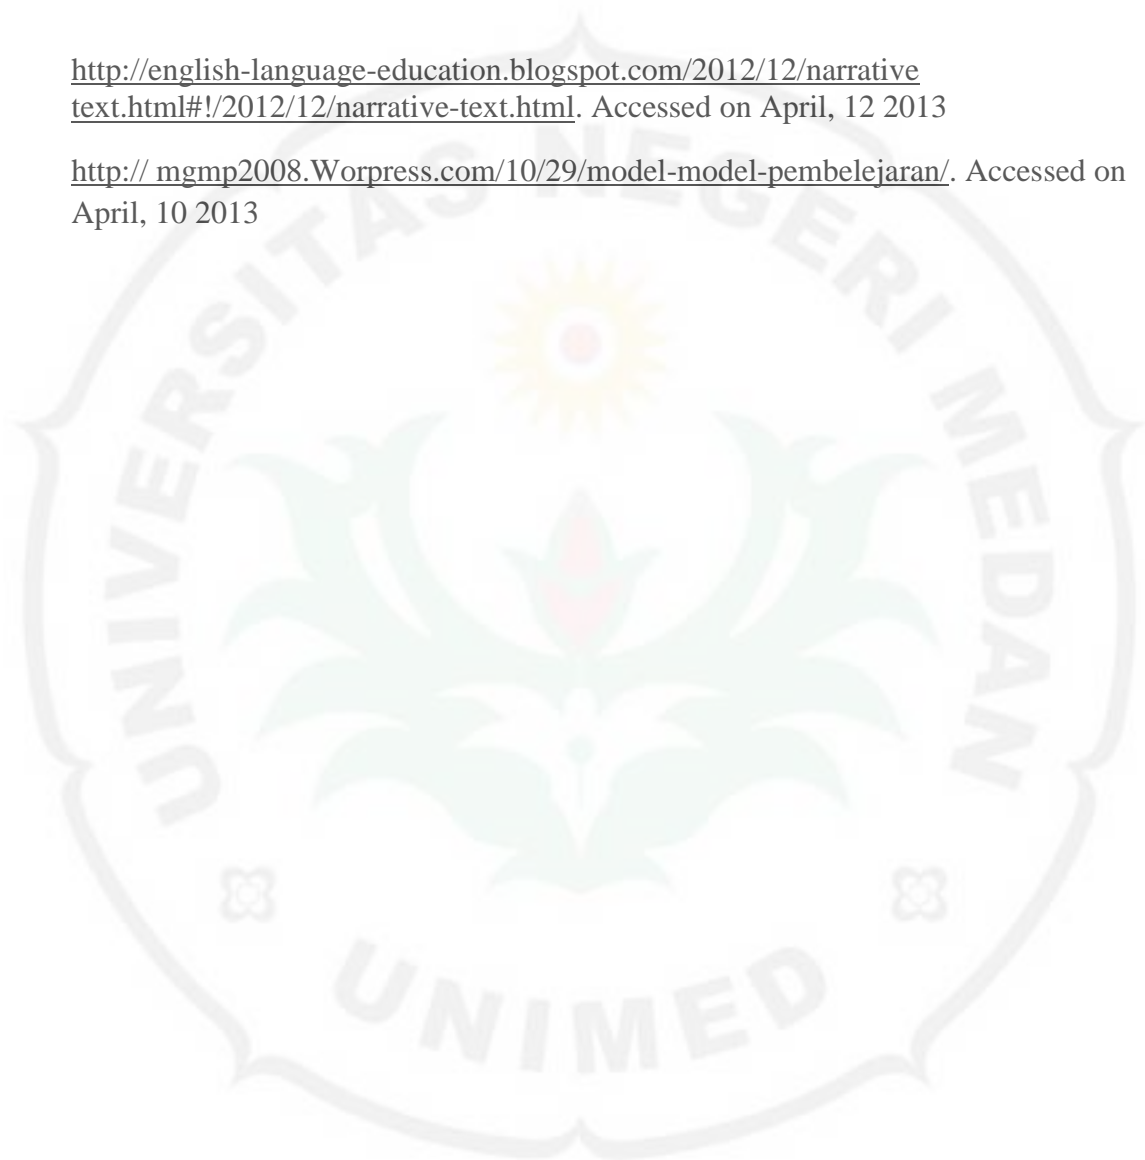 http://english-language-education.blogspot.com/2012/12/narrative
text.html#!/2012/12/narrative-text.html. Accessed on April, 12 2013
http:// mgmp2008.Worpress.com/10/29/model-model-pembelejaran/. Accessed on
April, 10 2013
UNIVERSITAS NEGERI MEDAN
UNIMED